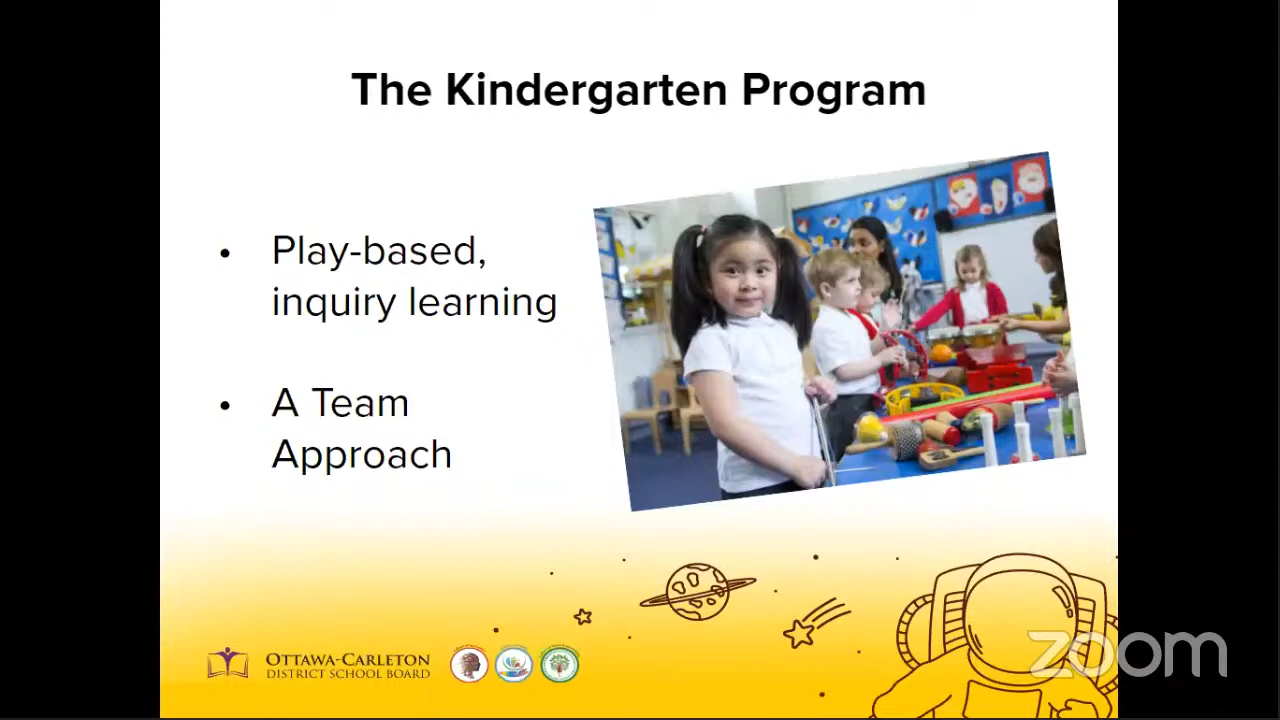 The Kindergarten Program
• Play-based,
inquiry learning
• A Team
Approach
OTTAWA-CARLETON
DISTRICT SCHOOL BOARD
zoom